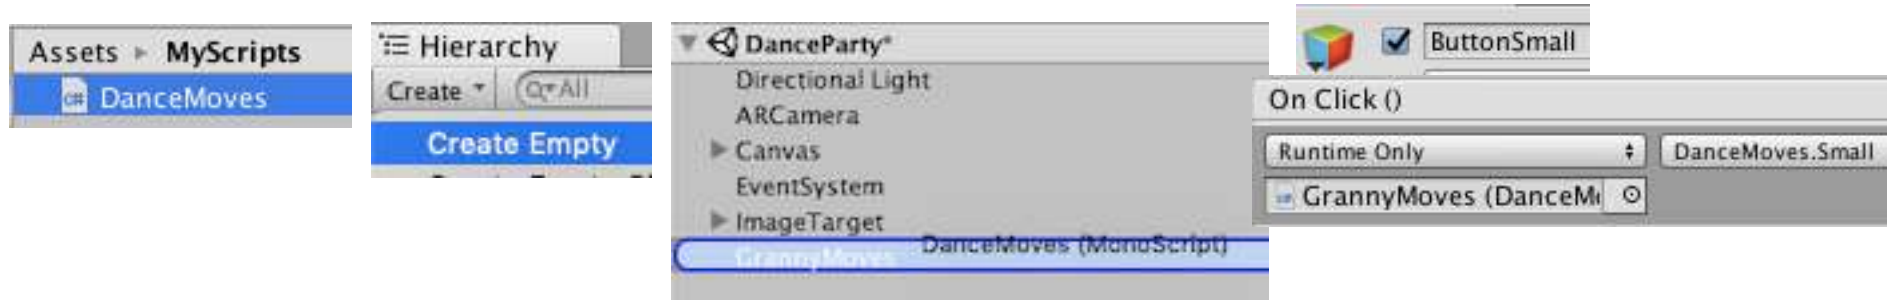 Assets ▸ MyScripts
DanceMoves
Hierarchy
Create
All
Create Empty
DanceParty*
Directional Light
ARCamera
Canvas
EventSystem
ImageTarget
GrannyMoves
DanceMoves (MonoScript)
ButtonSmall
On Click ()
Runtime Only
DanceMoves.Small
GrannyMoves (DanceM